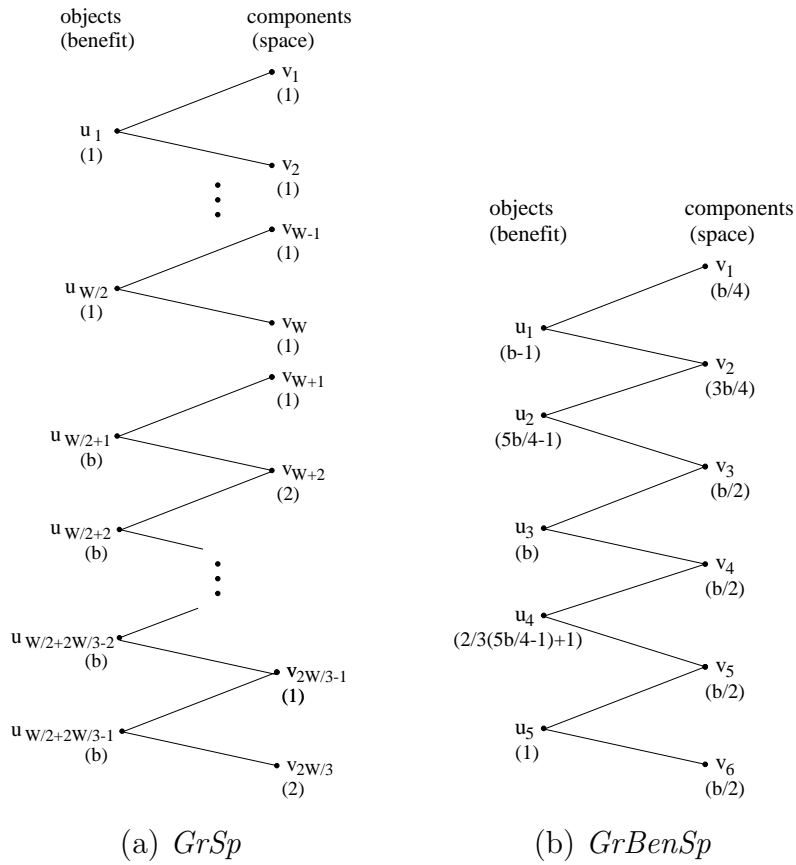 objects
(benefit)
components
(space)
v1
(1)
u1
(1)
v2
(1)
vW-1
(1)
uW/2
(1)
vW
(1)
vW+1
(1)
uW/2+1
(b)
vW+2
(2)
uW/2+2
(b)
uW/2+2W/3-2
(b)
v2W/3-1
(1)
uW/2+2W/3-1
(b)
v2W/3
(2)
(a) GrSp
objects
(benefit)
components
(space)
v1
(b/4)
u1
(b-1)
v2
(3b/4)
u2
(5b/4-1)
v3
(b/2)
u3
(b)
v4
(b/2)
u4
(2/3(5b/4-1)+1)
v5
(b/2)
u5
(1)
v6
(b/2)
(b) GrBenSp